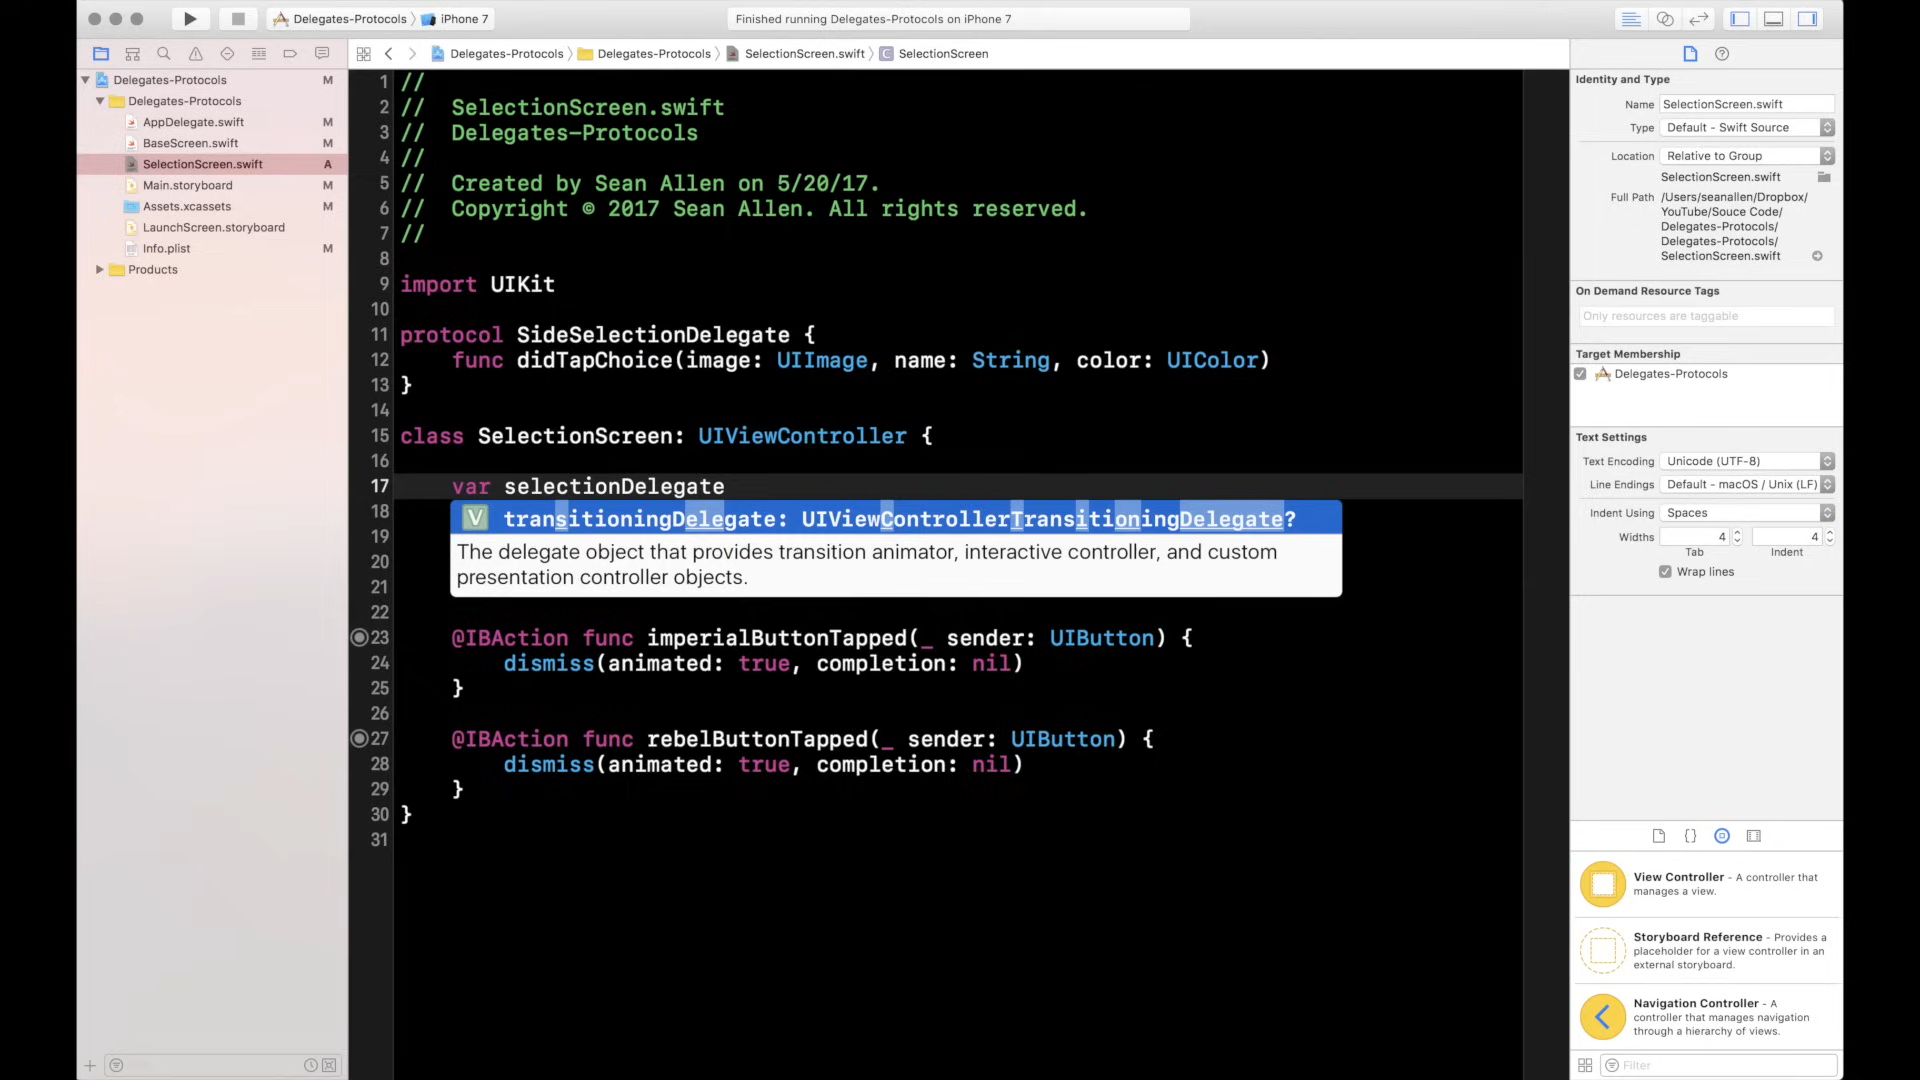 Delegates-Protocols 〉 iPhone 7
Finished running Delegates-Protocols on iPhone 7
Delegates-Protocols 〉 Delegates-Protocols 〉 SelectionScreen.swift 〉 C SelectionScreen
Delegates-Protocols M
Delegates-Protocols
AppDelegate.swift M
BaseScreen.swift M
SelectionScreen.swift A
Main.storyboard M
Assets.xcassets M
LaunchScreen.storyboard
Info.plist M
Products
1 //
2 // SelectionScreen.swift
3 // Delegates-Protocols
4 //
5 // Created by Sean Allen on 5/20/17.
6 // Copyright © 2017 Sean Allen. All rights reserved.
7 //
8
9 import UIKit
10
11 protocol SideSelectionDelegate {
12 func didTapChoice(image: UIImage, name: String, color: UIColor)
13 }
14
15 class SelectionScreen: UIViewController {
16
17 var selectionDelegate
18 V transitioningDelegate: UIViewControllerTransitioningDelegate?
19 The delegate object that provides transition animator, interactive controller, and custom
20 presentation controller objects.
21
22
23 @IBAction func imperialButtonTapped(_ sender: UIButton) {
24 dismiss(animated: true, completion: nil)
25 }
26
27 @IBAction func rebelButtonTapped(_ sender: UIButton) {
28 dismiss(animated: true, completion: nil)
29 }
30 }
31
Identity and Type
Name SelectionScreen.swift
Type Default - Swift Source
Location Relative to Group
SelectionScreen.swift
Full Path /Users/seanallen/Dropbox/
YouTube/Souce Code/
Delegates-Protocols/
Delegates-Protocols/
SelectionScreen.swift
On Demand Resource Tags
Only resources are taggable
Target Membership
Delegates-Protocols
Text Settings
Text Encoding Unicode (UTF-8)
Line Endings Default - macOS / Unix (LF)
Indent Using Spaces
Widths 4 4
Tab Indent
Wrap lines
{}
View Controller - A controller that
manages a view.
Storyboard Reference - Provides a
placeholder for a view controller in an
external storyboard.
Navigation Controller - A
controller that manages navigation
through a hierarchy of views.
Filter